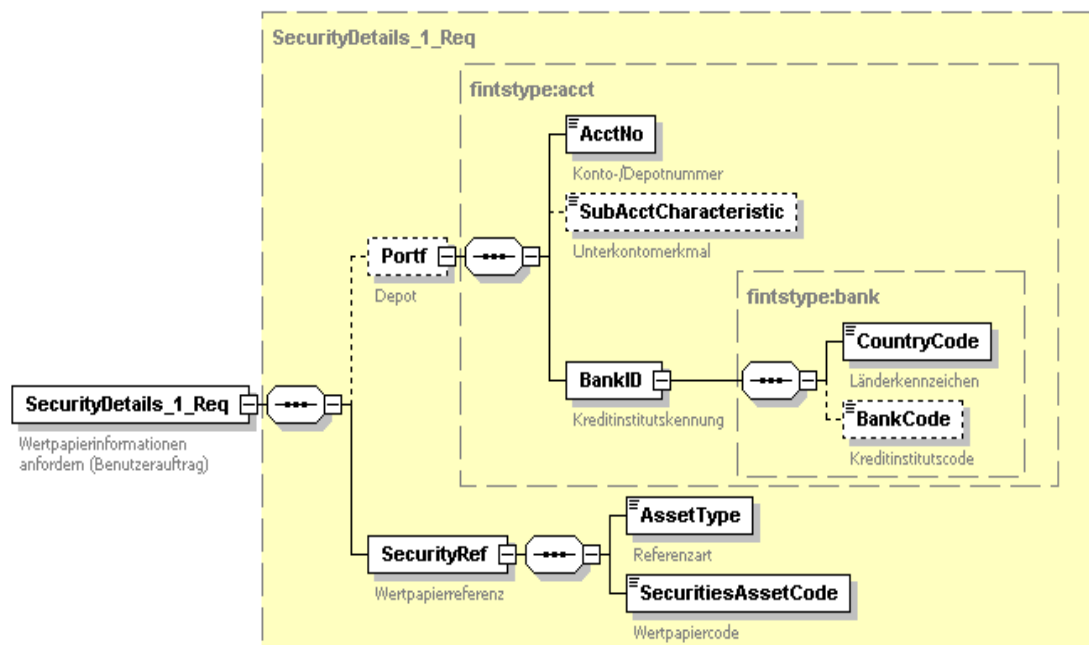 SecurityDetails_1_Req
fintstype:acct
AcctNo
Konto-/Depotnummer
SubAcctCharacteristic
Unterkontomerkmal
Portf
Depot
fintstype:bank
CountryCode
Länderkennzeichen
BankID
Kreditinstitutskennung
BankCode
Kreditinstitutscode
SecurityDetails_1_Req
Wertpapierinformationen
anfordern (Benutzerauftrag)
AssetType
Referenzart
SecurityRef
Wertpapierreferenz
SecuritiesAssetCode
Wertpapiercode